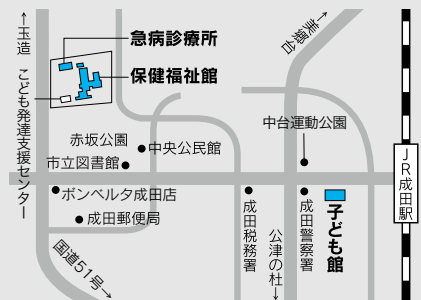 ↑玉造
こども発達支援センター
急病診療所
保健福祉館
↑美郷台
中台運動公園
赤坂公園
中央公民館
市立図書館
ボンベルタ成田店
成田郵便局
国道51号→
成田税務署
公津の杜→
成田警察署
子ども館
JR成田駅